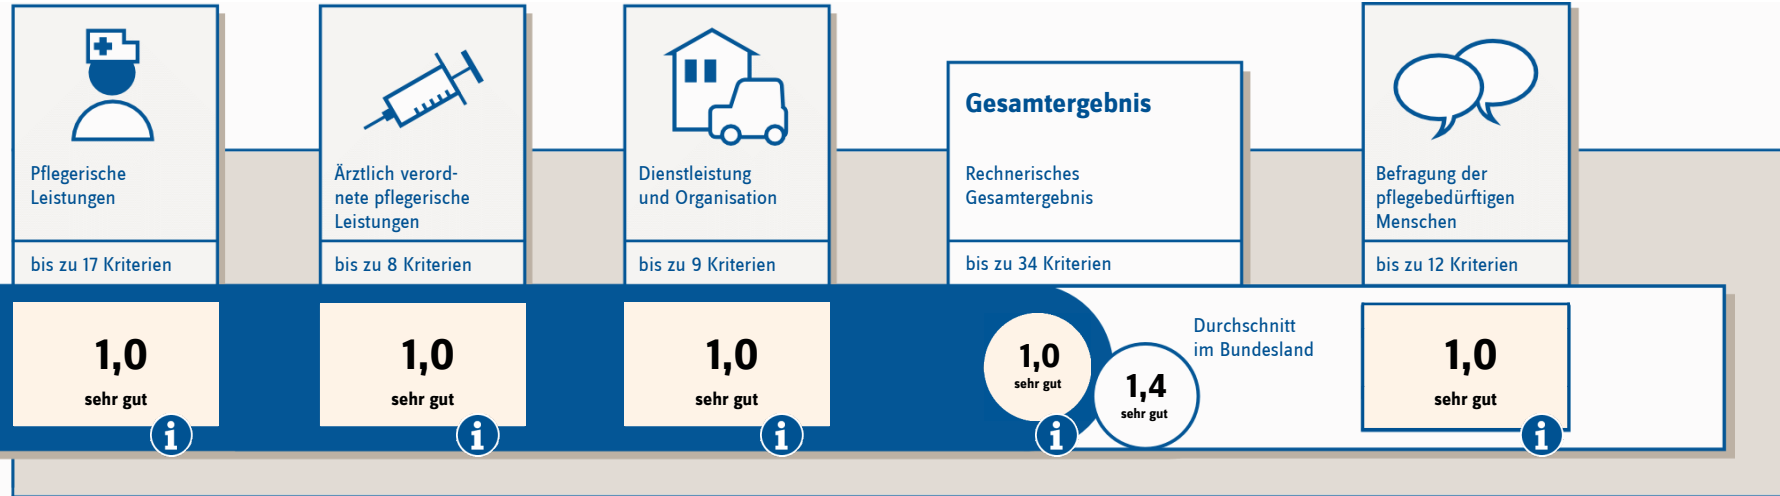 Pflegerische
Leistungen
bis zu 17 Kriterien
1,0
sehr gut
i
Ärztlich verord-
nete pflegerische
Leistungen
bis zu 8 Kriterien
1,0
sehr gut
i
Dienstleistung
und Organisation
bis zu 9 Kriterien
1,0
sehr gut
i
Gesamtergebnis
Rechnerisches
Gesamtergebnis
bis zu 34 Kriterien
1,0
sehr gut
i
Durchschnitt
im Bundesland
1,4
sehr gut
Befragung der
pflegebedürftigen
Menschen
bis zu 12 Kriterien
1,0
sehr gut
i